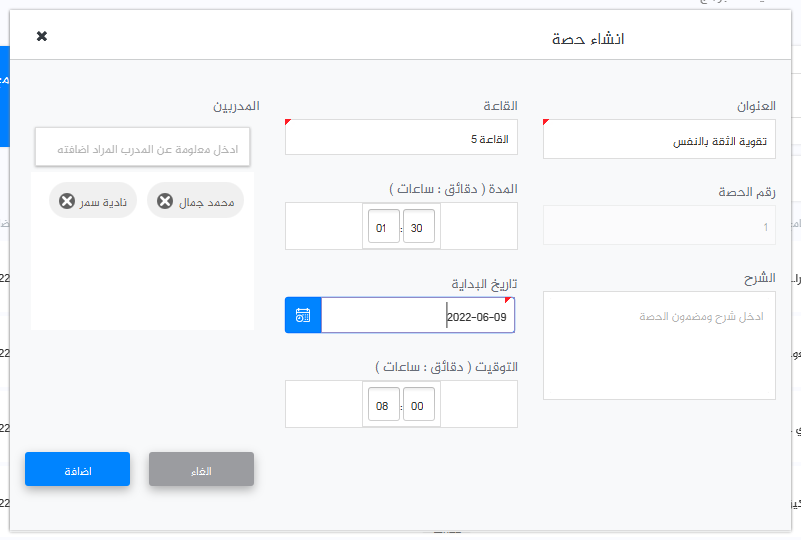 انشاء حصة
العنوان
تقوية الثقة بالنفس
رقم الحصة
1
الشرح
ادخل شرح ومضمون الحصة
القاعة
القاعة 5
المدة ( دقائق : ساعات )
01 : 30
تاريخ البداية
2022-06-09
التوقيت ( دقائق : ساعات )
08 : 00
المدربين
ادخل معلومة عن المدرب المراد اضافته
محمد جمال
نادية سمر
الغاء
اضافة